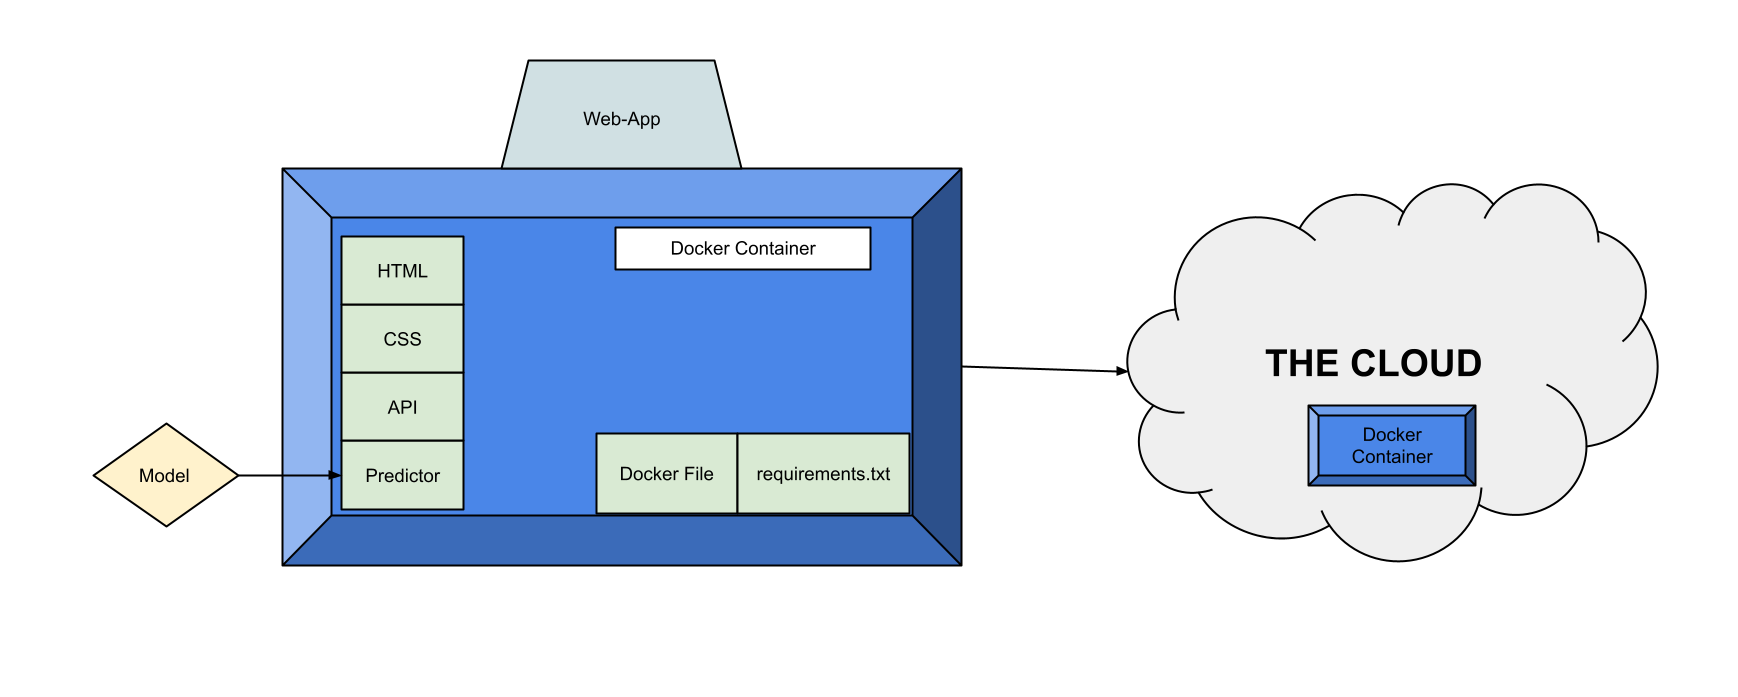 Web-App
Docker Container
HTML
CSS
API
Predictor
Model
Docker File
requirements.txt
THE CLOUD
Docker
Container